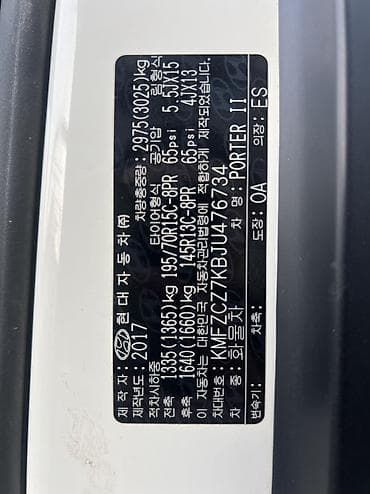 제 작 자 : 현대자동차㈜
제작년도 : 2017 차량총중량: 2975(3025)kg
적차시하중 타이어형식 공기압 림형식
전축 1335(1365)kg 195/70R15C-8PR 65psi 5.5JX15
후축 1640(1660)kg 145R13C-8PR 65psi 4JX13
이 자동차는 대한민국 자동차관리법령에 적합하게 제작되었습니다.
차대번호: KMFZCZ7KBJU476734
차 종: 화물차 차 명: PORTER II
변속기: 차축: 도장: OA 의장: ES